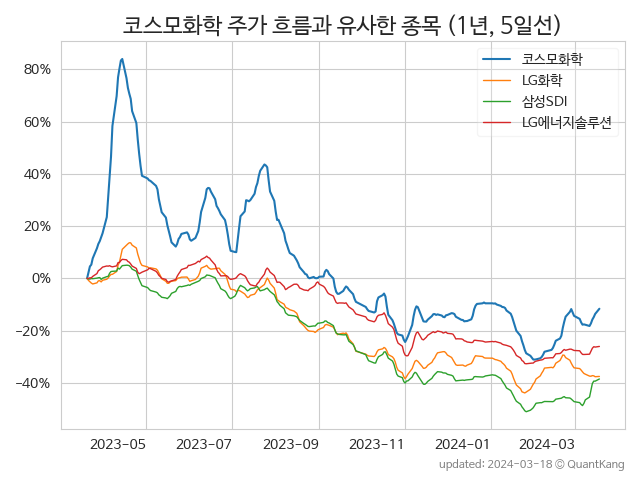 코스모화학 주가 흐름과 유사한 종목 (1년, 5일선)
코스모화학
LG화학
삼성SDI
LG에너지솔루션
80%
60%
40%
20%
0%
−20%
−40%
2023-05
2023-07
2023-09
2023-11
2024-01
2024-03
updated: 2024-03-18 © QuantKang